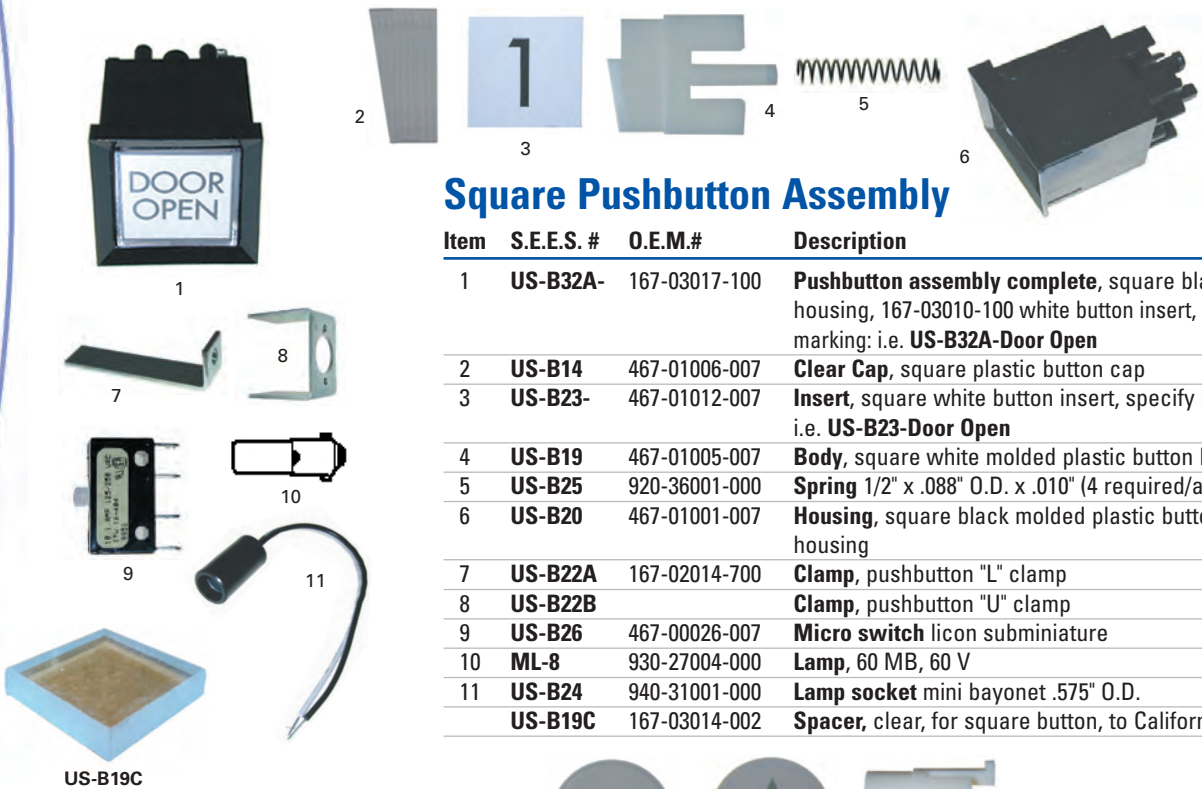 DOOR
OPEN
1
2
1
3
4
5
6
7
8
9
10
11
US-B19C
Square Pushbutton Assembly
Item S.E.E.S. # O.E.M.# Description
1 US-B32A- 167-03017-100 Pushbutton assembly complete, square bla
housing, 167-03010-100 white button insert,
marking: i.e. US-B32A-Door Open
2 US-B14 467-01006-007 Clear Cap, square plastic button cap
3 US-B23- 467-01012-007 Insert, square white button insert, specify
i.e. US-B23-Door Open
4 US-B19 467-01005-007 Body, square white molded plastic button
5 US-B25 920-36001-000 Spring 1/2" x .088" O.D. x .010" (4 required/a
6 US-B20 467-01001-007 Housing, square black molded plastic butto
housing
7 US-B22A 167-02014-700 Clamp, pushbutton "L" clamp
8 US-B22B Clamp, pushbutton "U" clamp
9 US-B26 467-00026-007 Micro switch licon subminiature
10 ML-8 930-27004-000 Lamp, 60 MB, 60 V
11 US-B24 940-31001-000 Lamp socket mini bayonet .575" O.D.
US-B19C 167-03014-002 Spacer, clear, for square button, to Californ